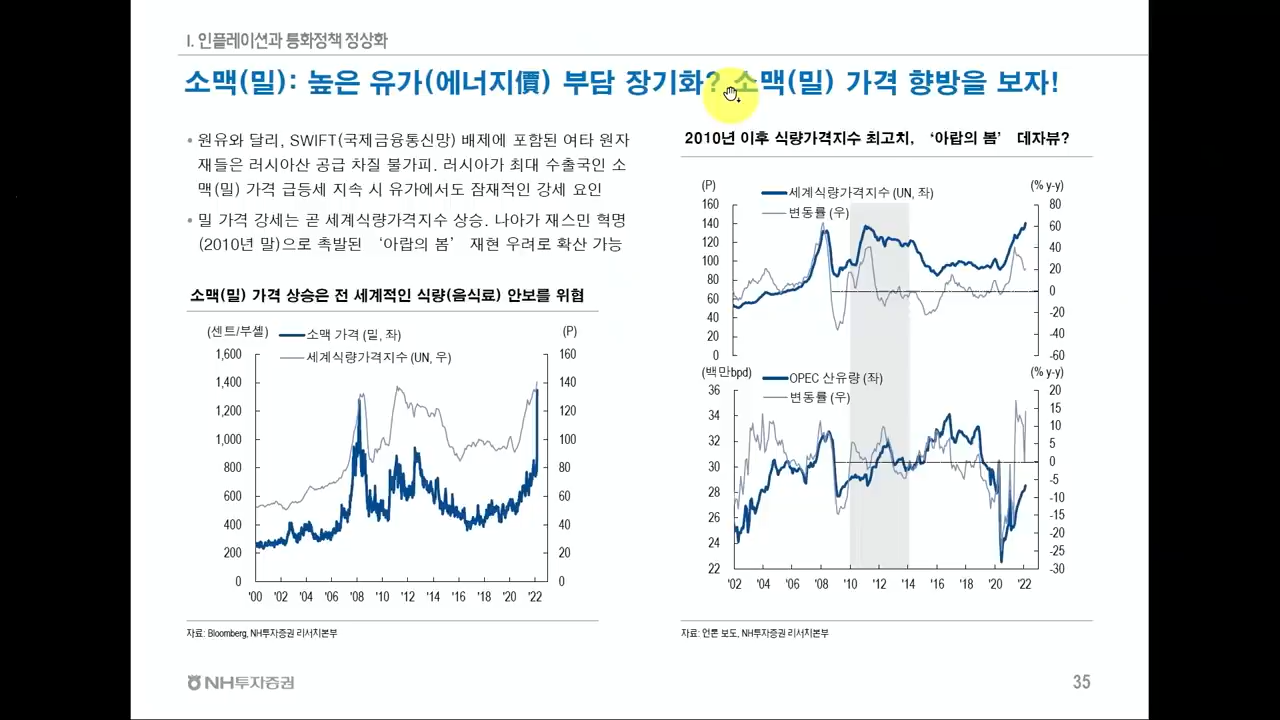 I. 인플레이션과 통화정책 정상화
소맥(밀): 높은 유가(에너지價) 부담 장기화? 소맥(밀) 가격 향방을 보자!
• 원유와 달리, SWIFT(국제금융통신망) 배제에 포함된 여타 원자
재들은 러시아산 공급 차질 불가피. 러시아가 최대 수출국인 소
맥(밀) 가격 급등세 지속 시 유가에서도 잠재적인 강세 요인
• 밀 가격 강세는 곧 세계식량가격지수 상승. 나아가 재스민 혁명
(2010년 말)으로 촉발된 ‘아랍의 봄’ 재현 우려로 확산 가능
소맥(밀) 가격 상승은 전 세계적인 식량(음식료) 안보를 위협
(센트/부셸)
(P)
소맥 가격 (밀, 좌)
세계식량가격지수 (UN, 우)
1,600
1,400
1,200
1,000
800
600
400
200
0
160
140
120
100
80
60
40
20
0
'00 '02 '04 '06 '08 '10 '12 '14 '16 '18 '20 '22
자료: Bloomberg, NH투자증권 리서치본부
2010년 이후 식량가격지수 최고치, ‘아랍의 봄’ 데자뷰?
(P)
(% y-y)
세계식량가격지수 (UN, 좌)
변동률 (우)
160
140
120
100
80
60
40
20
0
80
60
40
20
0
-20
-40
-60
(백만bpd)
(% y-y)
OPEC 산유량 (좌)
변동률 (우)
36
34
32
30
28
26
24
22
20
15
10
5
0
-5
-10
-15
-20
-25
-30
'02 '04 '06 '08 '10 '12 '14 '16 '18 '20 '22
자료: 언론 보도, NH투자증권 리서치본부
NH투자증권
35